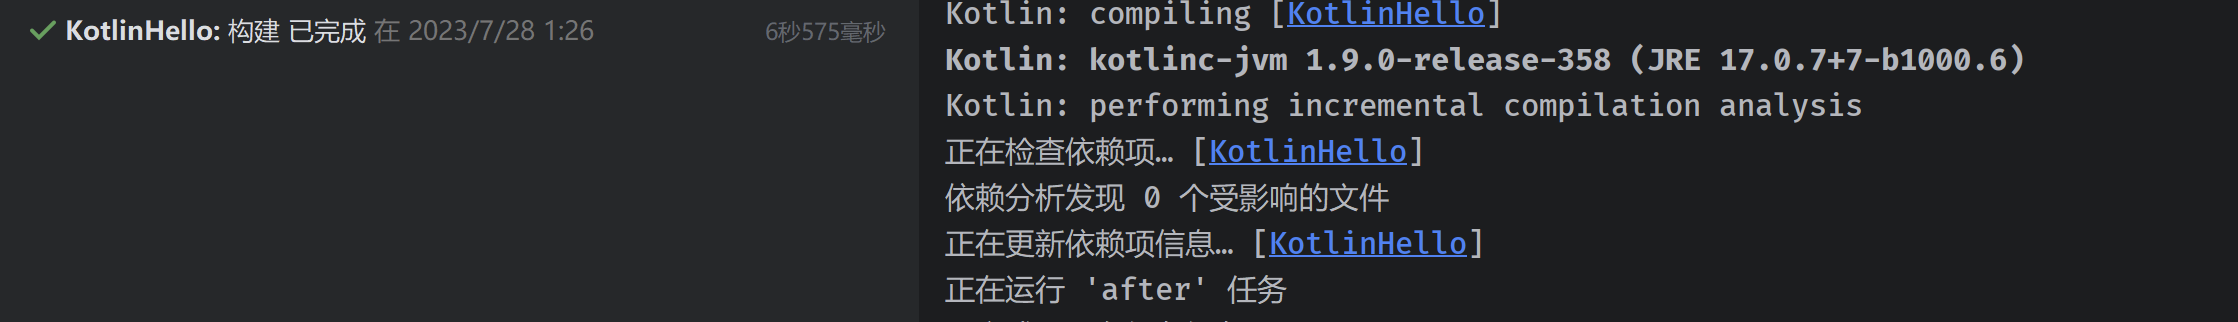 KotlinHello: 构建 已完成 在 2023/7/28 1:26 6秒575毫秒
Kotlin: compiling [KotlinHello]
Kotlin: kotlinc-jvm 1.9.0-release-358 (JRE 17.0.7+7-b1000.6)
Kotlin: performing incremental compilation analysis
正在检查依赖项… [KotlinHello]
依赖分析发现 0 个受影响的文件
正在更新依赖项信息… [KotlinHello]
正在运行 'after' 任务